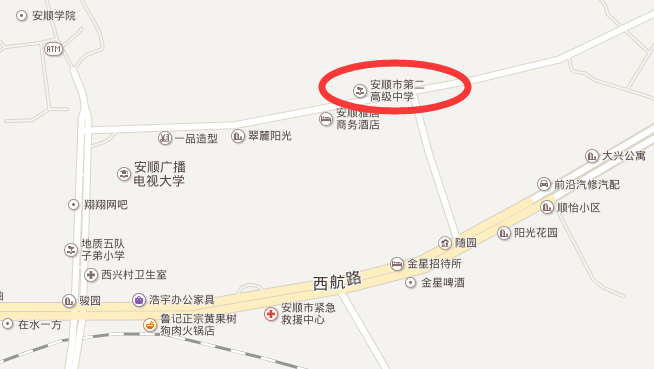 安顺学院
ATM
安顺市第二
高级中学
安顺雅居
商务酒店
一品造型
翠麓阳光
大兴公寓
安顺广播
电视大学
前沿汽修汽配
翔翔网吧
顺怡小区
阳光花园
地质五队
子弟小学
随园
金星招待所
西兴村卫生室
西航路
金星啤酒
骏园
浩宇办公家具
安顺市紧急
救援中心
在水一方
鲁记正宗黄果树
狗肉火锅店